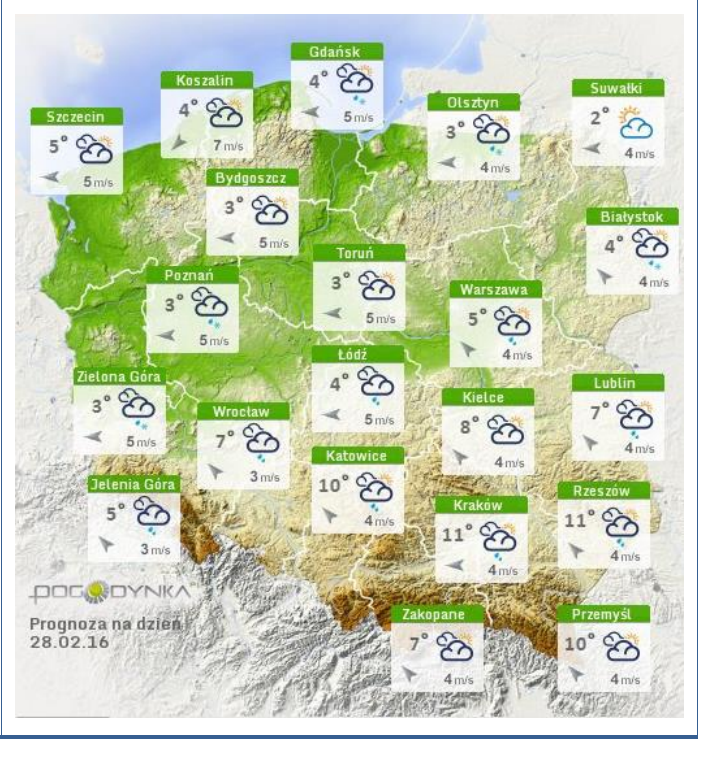 Gdańsk
4°
5 m/s
Koszalin
4°
7 m/s
Suwałki
2°
4 m/s
Olsztyn
3°
4 m/s
Szczecin
5°
5 m/s
Bydgoszcz
3°
5 m/s
Białystok
4°
4 m/s
Toruń
3°
5 m/s
Poznań
3°
5 m/s
Warszawa
5°
4 m/s
Łódź
4°
5 m/s
Zielona Góra
3°
5 m/s
Lublin
7°
4 m/s
Kielce
8°
4 m/s
Wrocław
7°
3 m/s
Katowice
10°
4 m/s
Jelenia Góra
5°
3 m/s
Rzeszów
11°
4 m/s
Kraków
11°
4 m/s
POGODYNKA
Prognoza na dzień
28.02.16
Zakopane
7°
4 m/s
Przemyśl
10°
4 m/s